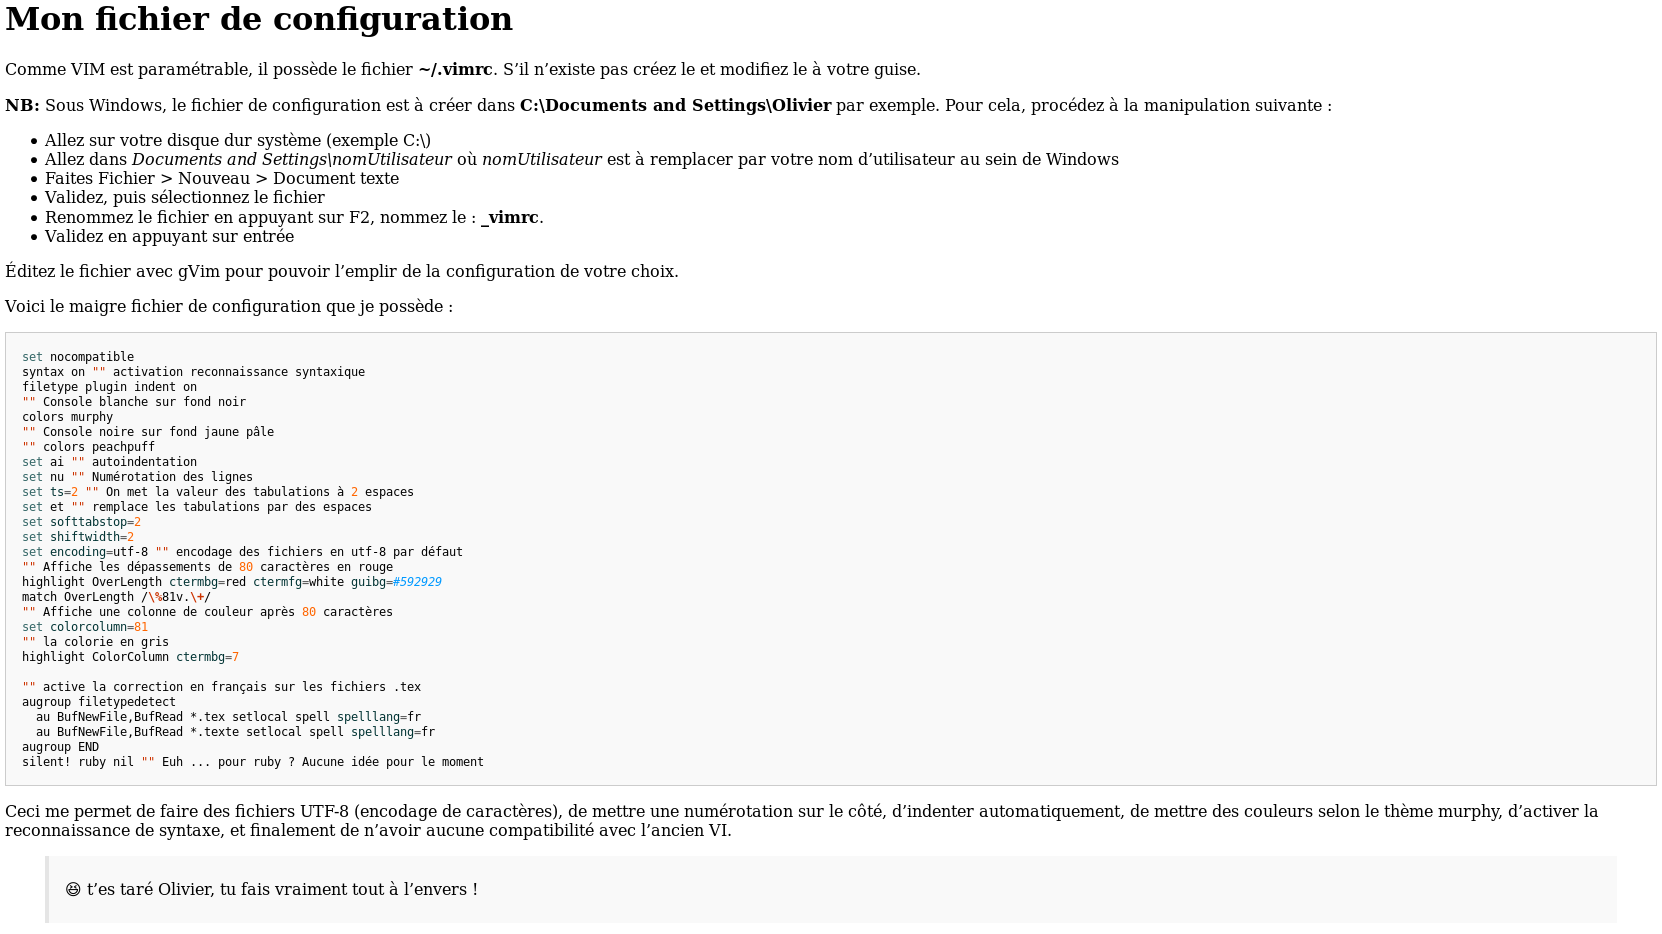 Mon fichier de configuration
Comme VIM est paramétrable, il possède le fichier ~/.vimrc. S’il n’existe pas créez le et modifiez le à votre guise.
NB: Sous Windows, le fichier de configuration est à créer dans C:\Documents and Settings\Olivier par exemple. Pour cela, procédez à la manipulation suivante :
• Allez sur votre disque dur système (exemple C:\)
• Allez dans Documents and Settings\nomUtilisateur où nomUtilisateur est à remplacer par votre nom d’utilisateur au sein de Windows
• Faites Fichier > Nouveau > Document texte
• Validez, puis sélectionnez le fichier
• Renommez le fichier en appuyant sur F2, nommez le : _vimrc.
• Validez en appuyant sur entrée
Éditez le fichier avec gVim pour pouvoir l’emplir de la configuration de votre choix.
Voici le maigre fichier de configuration que je possède :
set nocompatible
syntax on "" activation reconnaissance syntaxique
filetype plugin indent on
"" Console blanche sur fond noir
colors murphy
"" Console noire sur fond jaune pâle
"" colors peachpuff
set ai "" autoindentation
set nu "" Numérotation des lignes
set ts=2 "" On met la valeur des tabulations à 2 espaces
set et "" remplace les tabulations par des espaces
set softtabstop=2
set shiftwidth=2
set encoding=utf-8 "" encodage des fichiers en utf-8 par défaut
"" Affiche les dépassements de 80 caractères en rouge
highlight OverLength ctermbg=red ctermfg=white guibg=#592929
match OverLength /\%81v.\+/
"" Affiche une colonne de couleur après 80 caractères
set colorcolumn=81
"" la colorie en gris
highlight ColorColumn ctermbg=7
"" active la correction en français sur les fichiers .tex
augroup filetypedetect
  au BufNewFile,BufRead *.tex setlocal spell spelllang=fr
  au BufNewFile,BufRead *.texte setlocal spell spelllang=fr
augroup END
silent! ruby nil "" Euh ... pour ruby ? Aucune idée pour le moment
Ceci me permet de faire des fichiers UTF-8 (encodage de caractères), de mettre une numérotation sur le côté, d’indenter automatiquement, de mettre des couleurs selon le thème murphy, d’activer la
reconnaissance de syntaxe, et finalement de n’avoir aucune compatibilité avec l’ancien VI.
😆 t’es taré Olivier, tu fais vraiment tout à l’envers !